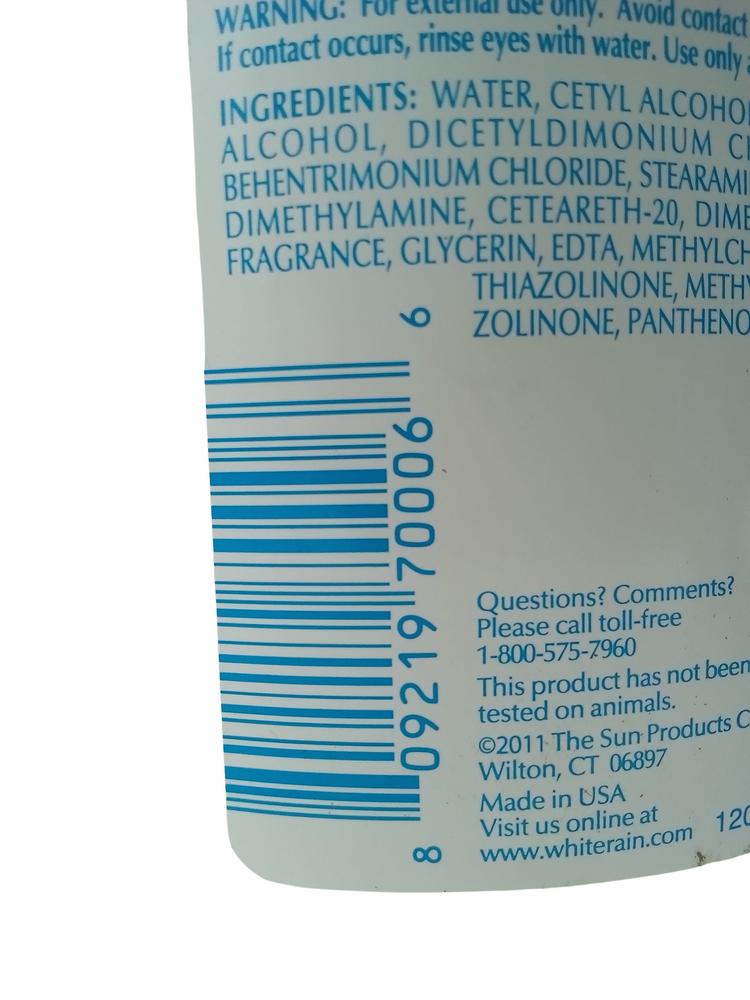 WARNING: For external use only. Avoid contact
If contact occurs, rinse eyes with water. Use only
INGREDIENTS: WATER, CETYL ALCOHO
ALCOHOL, DICETYLDIMONIUM C
BEHENTRIMONIUM CHLORIDE, STEARAMI
DIMETHYLAMINE, CETEARETH-20, DIME
FRAGRANCE, GLYCERIN, EDTA, METHYLCH
THIAZOLINONE, METHY
ZOLINONE, PANTHENO
8 09219 70006 6
Questions? Comments?
Please call toll-free
1-800-575-7960
This product has not been
tested on animals.
©2011 The Sun Products C
Wilton, CT 06897
Made in USA
Visit us online at
www.whiterain.com
120